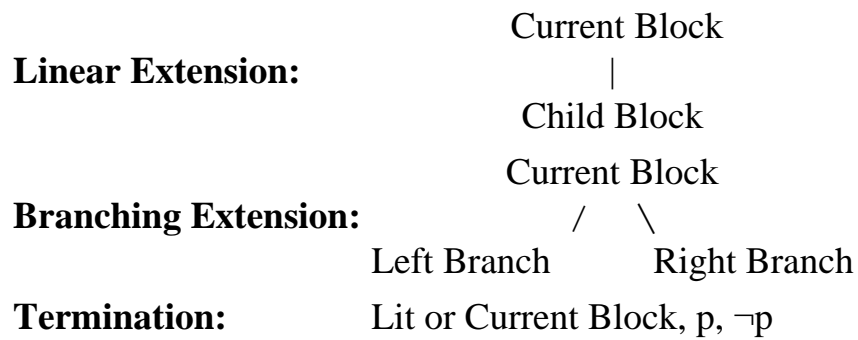 Current Block
Linear Extension: |
Child Block
Current Block
Branching Extension: / \
Left Branch Right Branch
Termination: Lit or Current Block, p, ¬p